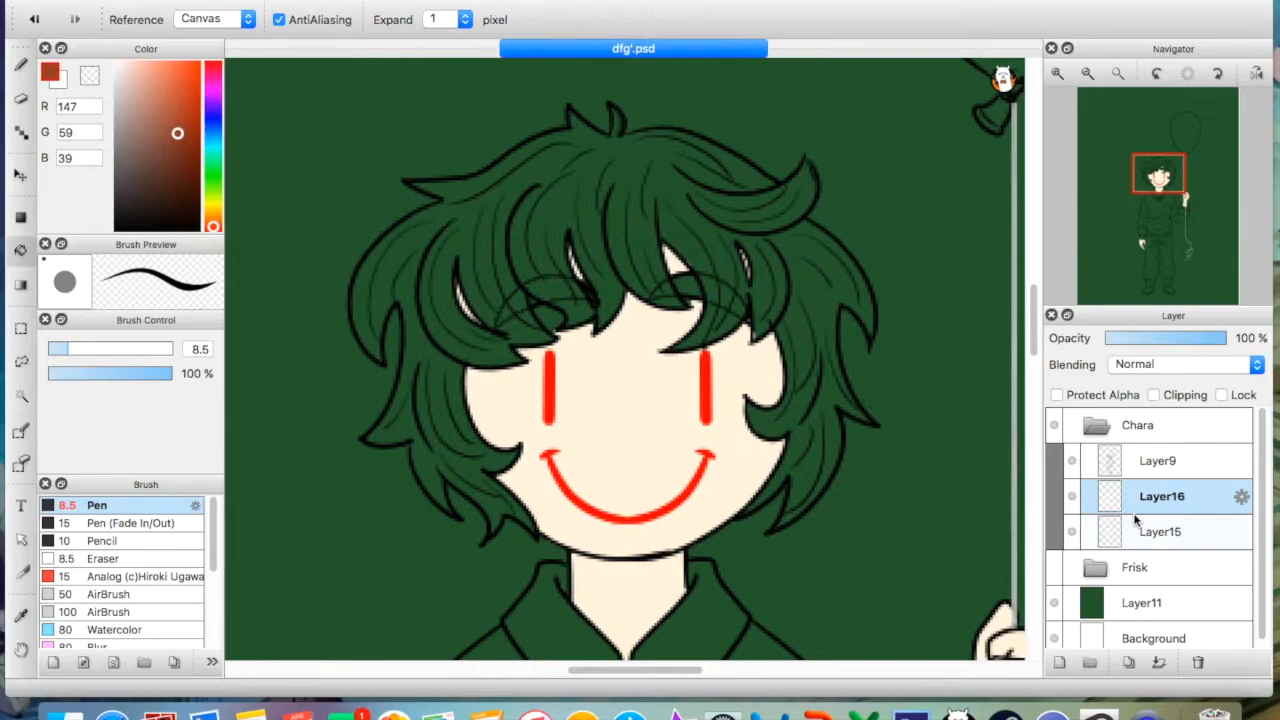 Reference Canvas AntiAliasing Expand 1 pixel
Color
dfg'.psd
Navigator
R 147
G 59
B 39
Brush Preview
Brush Control
8.5
100 %
Brush
8.5 Pen
15 Pen (Fade In/Out)
10 Pencil
8.5 Eraser
15 Analog (c)Hiroki Ugawa
50 AirBrush
100 AirBrush
80 Watercolor
80 Blur
Layer
Opacity 100 %
Blending Normal
Protect Alpha Clipping Lock
Chara
Layer9
Layer16
Layer15
Frisk
Layer11
Background
T
APR
1